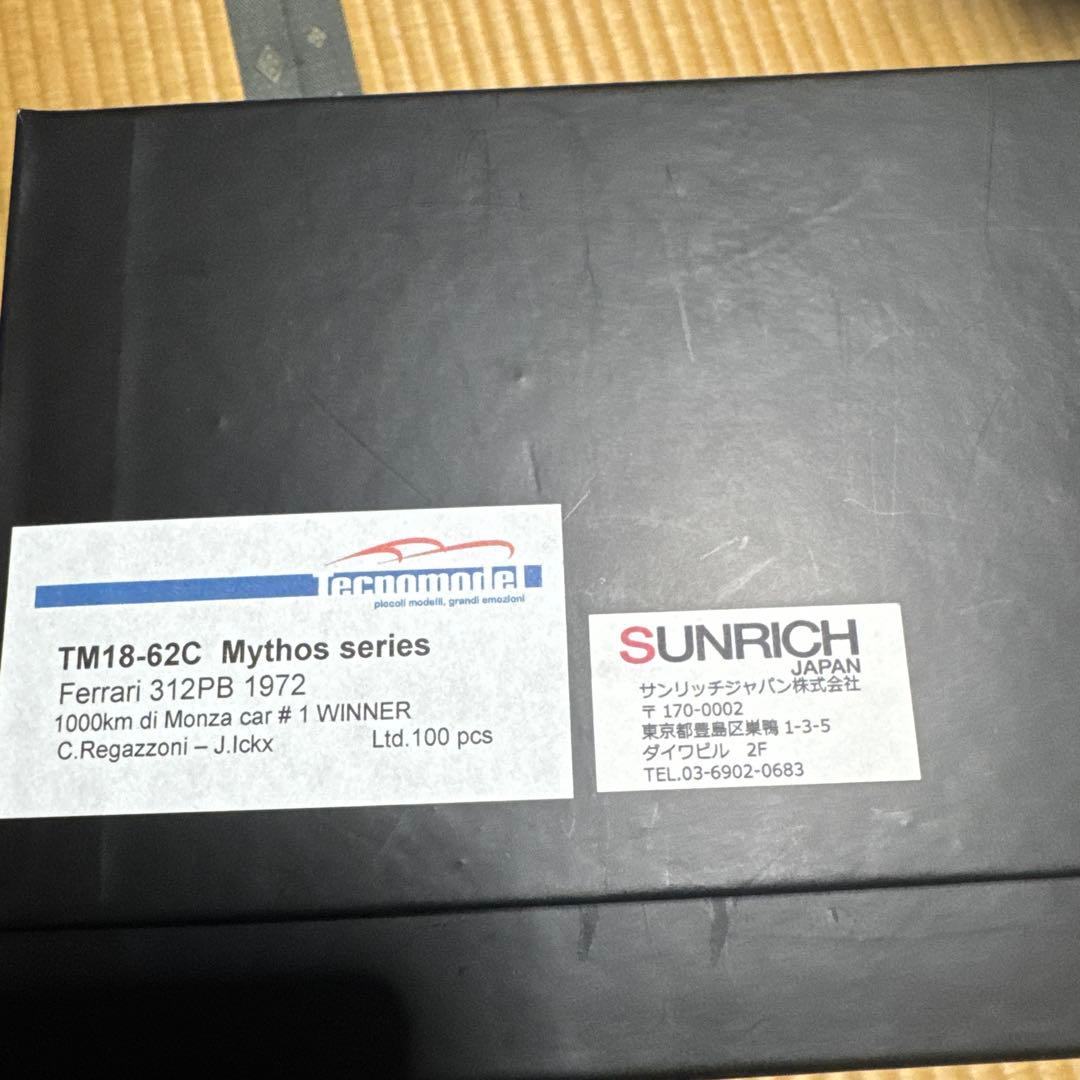 Tecnomodel
piccoli modelli, grandi emozioni
TM18-62C Mythos series
Ferrari 312PB 1972
1000km di Monza car # 1 WINNER
C.Regazzoni – J.Ickx Ltd.100 pcs
SUNRICH
JAPAN
サンリッチジャパン株式会社
〒 170-0002
東京都豊島区巣鴨 1-3-5
ダイワビル 2F
TEL.03-6902-0683